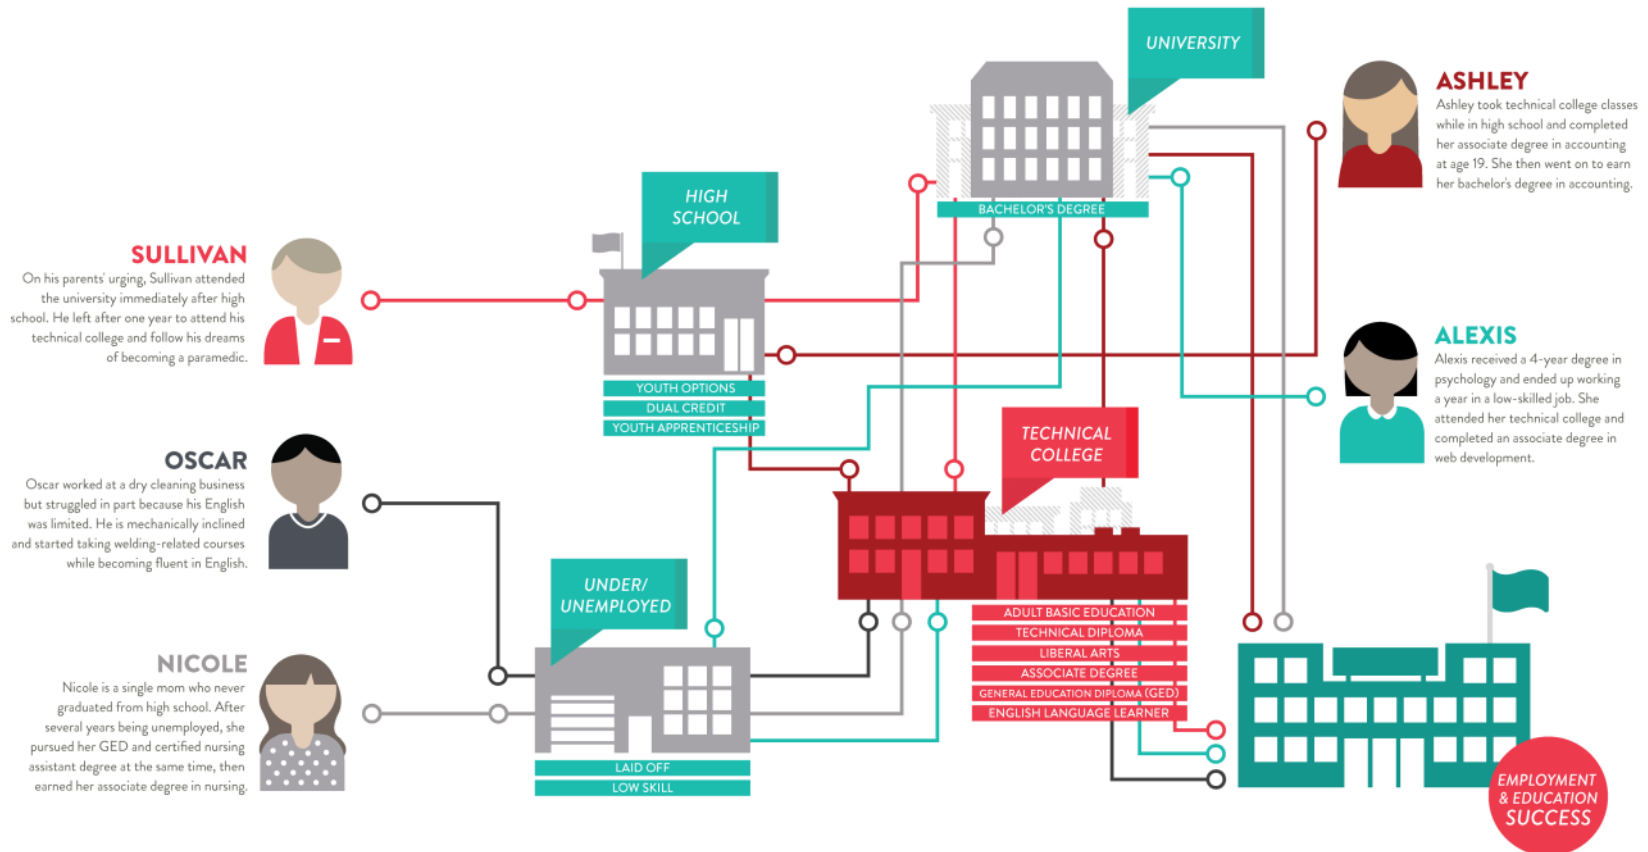 UNIVERSITY
ASHLEY
Ashley took technical college classes
while in high school and completed
her associate degree in accounting
at age 19. She then went on to earn
her bachelor's degree in accounting.
HIGH
SCHOOL
BACHELOR'S DEGREE
SULLIVAN
On his parents' urging, Sullivan attended
the university immediately after high
school. He left after one year to attend his
technical college and follow his dreams
of becoming a paramedic.
ALEXIS
Alexis received a 4-year degree in
psychology and ended up working
a year in a low-skilled job. She
attended her technical college and
completed an associate degree in
web development.
YOUTH OPTIONS
DUAL CREDIT
YOUTH APPRENTICESHIP
TECHNICAL
COLLEGE
OSCAR
Oscar worked at a dry cleaning business
but struggled in part because his English
was limited. He is mechanically inclined
and started taking welding-related courses
while becoming fluent in English.
UNDER/
UNEMPLOYED
ADULT BASIC EDUCATION
TECHNICAL DIPLOMA
LIBERAL ARTS
ASSOCIATE DEGREE
GENERAL EDUCATION DIPLOMA (GED)
ENGLISH LANGUAGE LEARNER
NICOLE
Nicole is a single mom who never
graduated from high school. After
several years being unemployed, she
pursued her GED and certified nursing
assistant degree at the same time, then
earned her associate degree in nursing.
LAID OFF
LOW SKILL
EMPLOYMENT
& EDUCATION
SUCCESS